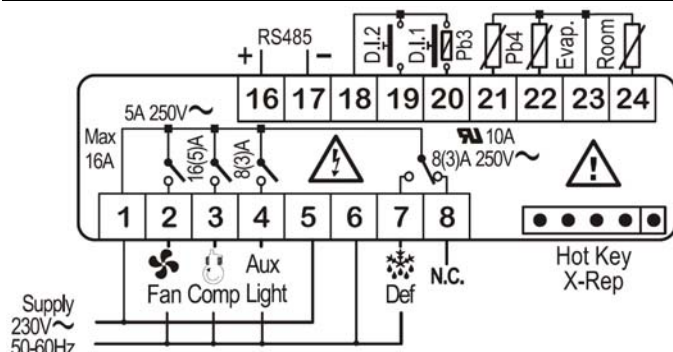 + RS485 −
D.I.2
D.I.1
Pb3
Pb4
Evap.
Room
16 17 18 19 20 21 22 23 24
5A 250V~
Max
16A
16(5)A
8(3)A
10A
8(3)A 250V~
1 2 3 4 5 6 7 8
Fan Comp Aux
Light
Def
N.C.
Hot Key
X-Rep
Supply
230V~
50-60Hz